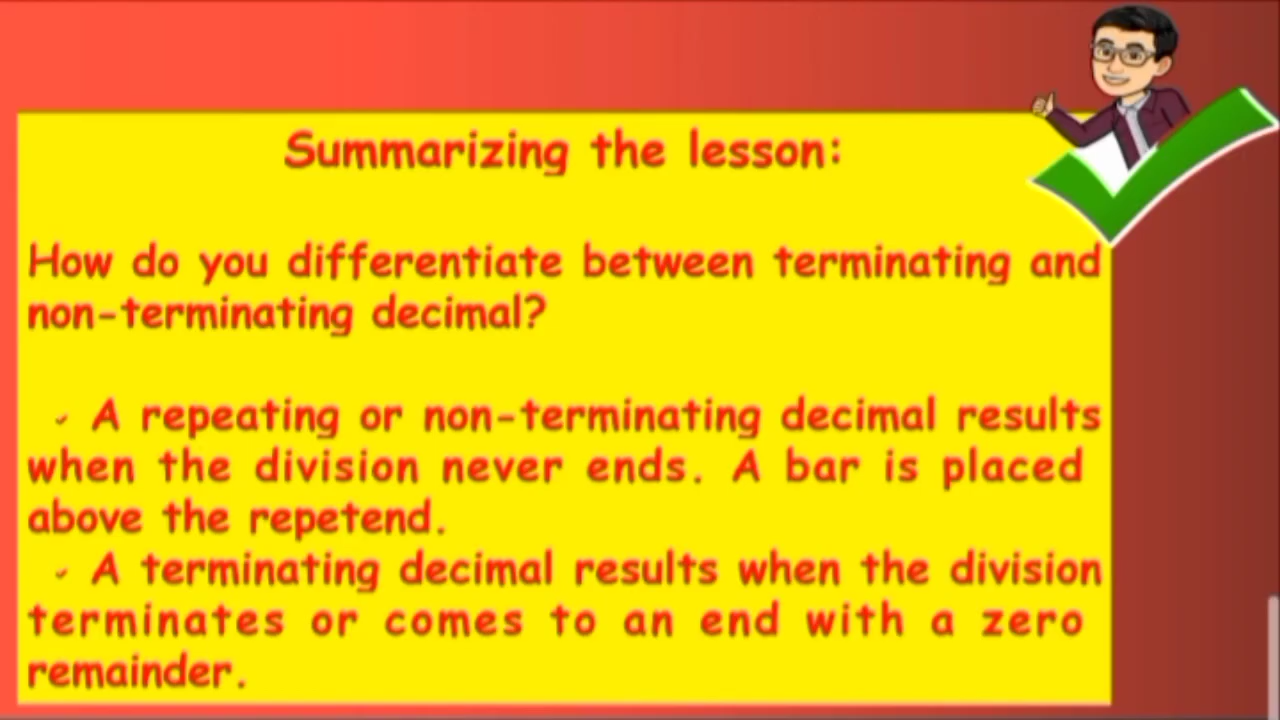 Summarizing the lesson:
How do you differentiate between terminating and
non-terminating decimal?
✓ A repeating or non-terminating decimal results
when the division never ends. A bar is placed
above the repetend.
✓ A terminating decimal results when the division
terminates or comes to an end with a zero
remainder.